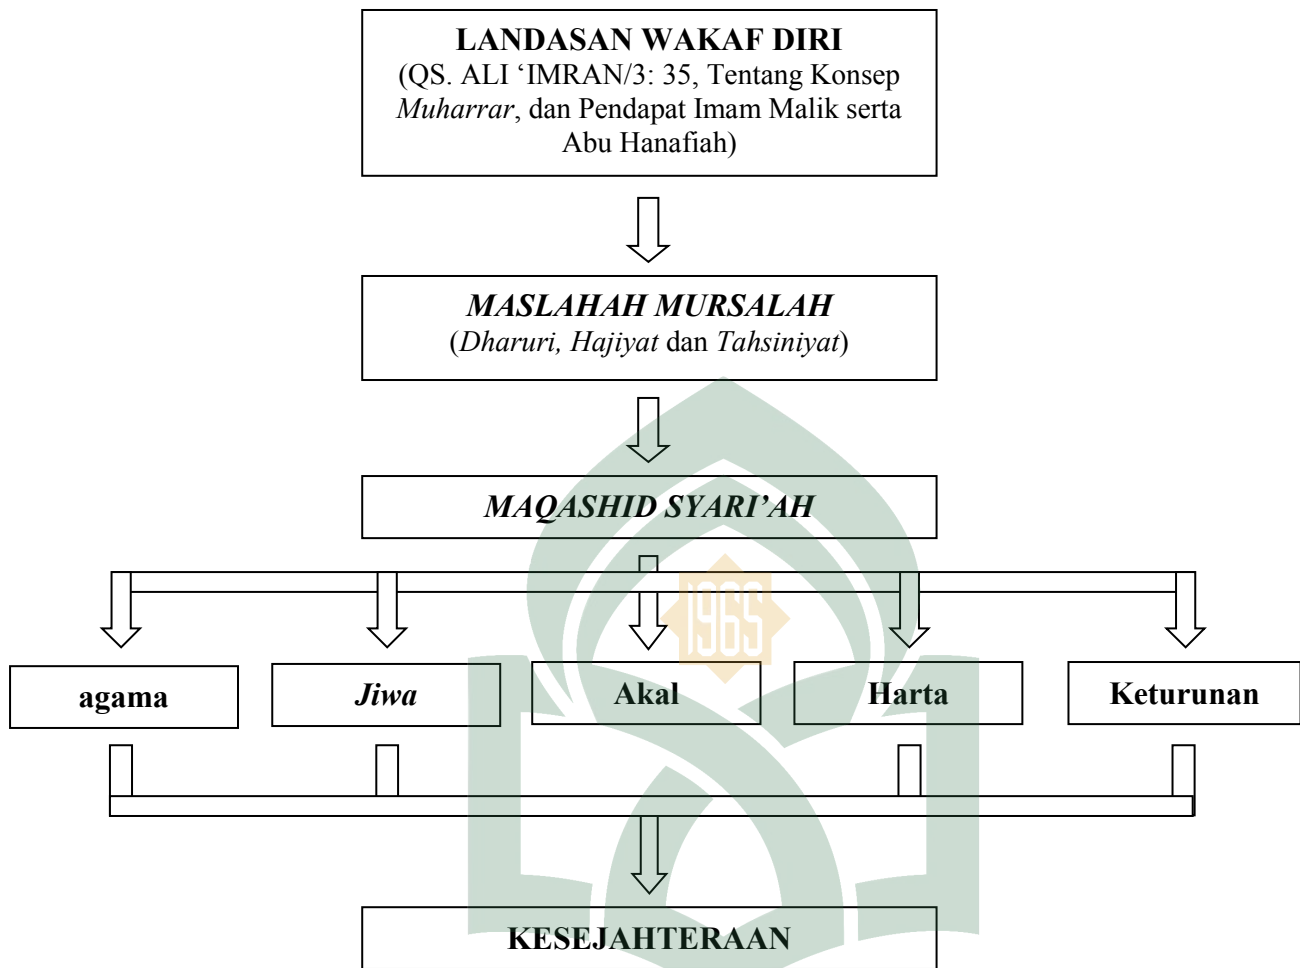 LANDASAN WAKAF DIRI
(QS. ALI ‘IMRAN/3: 35, Tentang Konsep
Muharrar, dan Pendapat Imam Malik serta
Abu Hanafiah)
MASLAHAH MURSALAH
(Dharuri, Hajiyat dan Tahsiniyat)
MAQASHID SYARI’AH
1965
agama
Jiwa
Akal
Harta
Keturunan
KESEJAHTERAAN